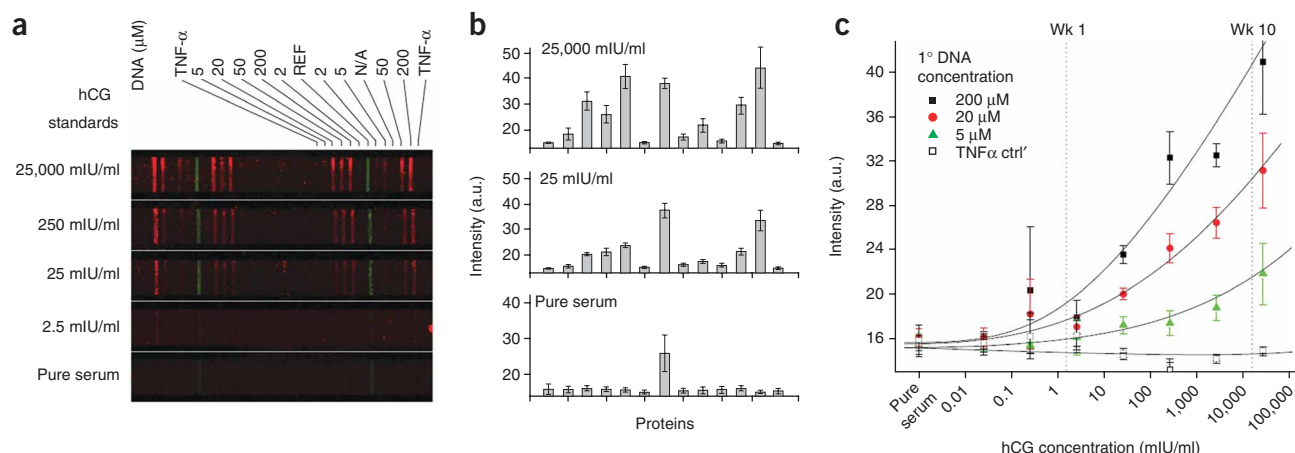 a
DNA (µM)
TNF-α
5
20
50
200
2
REF
2
5
N/A
50
200
TNF-α
hCG
standards
25,000 mIU/ml
250 mIU/ml
25 mIU/ml
2.5 mIU/ml
Pure serum
b
Intensity (a.u.)
25,000 mIU/ml
50
40
30
20
25 mIU/ml
50
40
30
20
Pure serum
40
30
20
Proteins
c
Wk 1
Wk 10
1° DNA
concentration
200 µM
20 µM
5 µM
TNFα ctrl′
Intensity (a.u.)
40
36
32
28
24
20
16
14
Pure
serum
0.01
0.1
1
10
100
1,000
10,000
100,000
hCG concentration (mIU/ml)